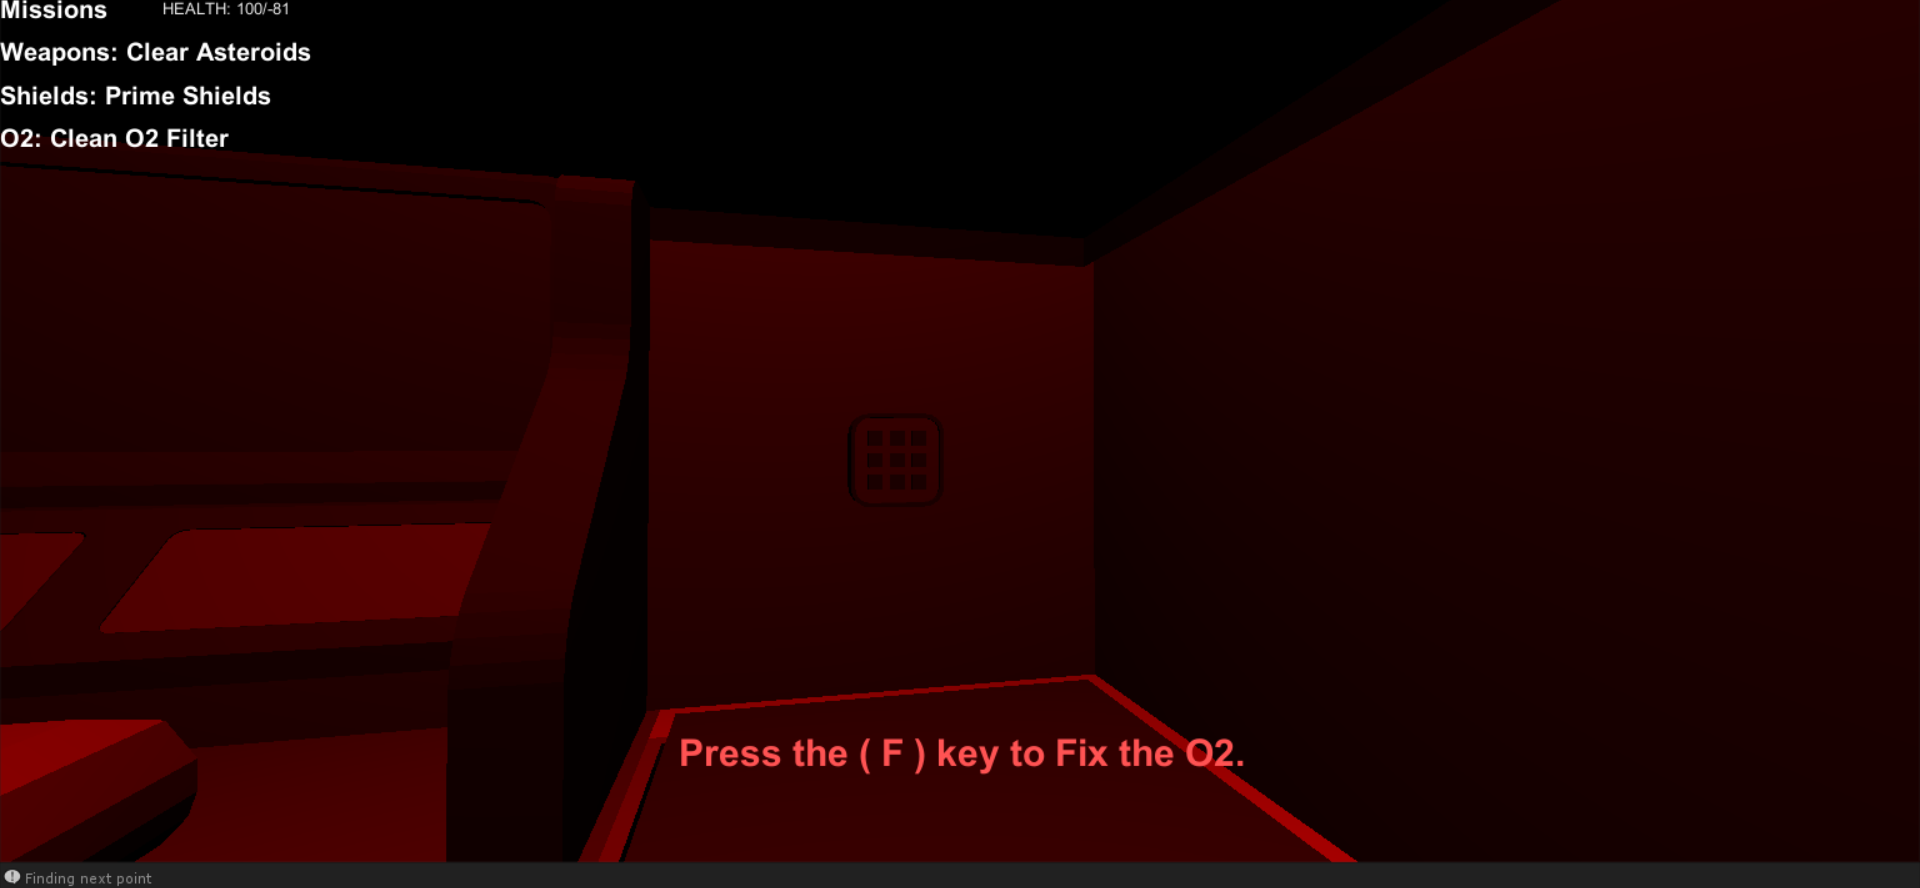 Missions
HEALTH: 100/-81
Weapons: Clear Asteroids
Shields: Prime Shields
O2: Clean O2 Filter
Press the ( F ) key to Fix the O2.
Finding next point